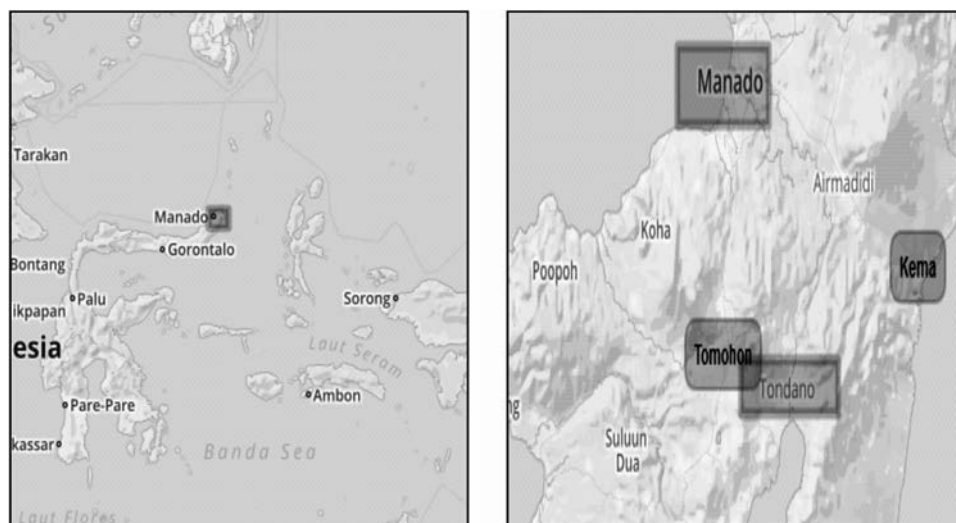 Tarakan
Manado
Gorontalo
Bontang
Palu
ikpapan
Sorong
esia
Laut Seram
Ambon
Pare-Pare
kassar
Banda Sea
Laut Flores
Manado
Airmadidi
Koha
Kema
Poopoh
Tomohon
Tondano
ng
Suluun
Dua